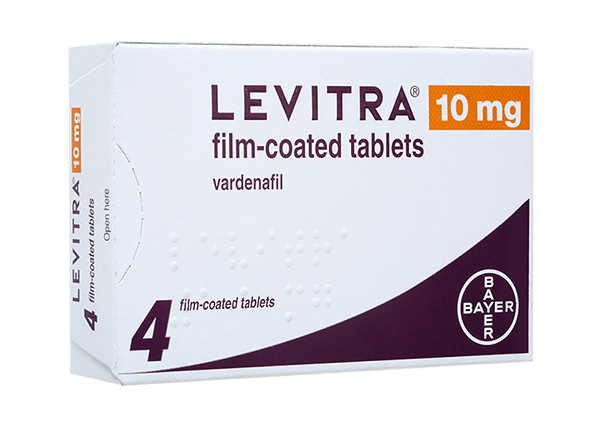 LEVITRA® 10 mg
film-coated tablets
vardenafil
4 film-coated tablets
BAYER
BAYER
LEVITRA® 10 mg
4 film-coated tablets
Open here